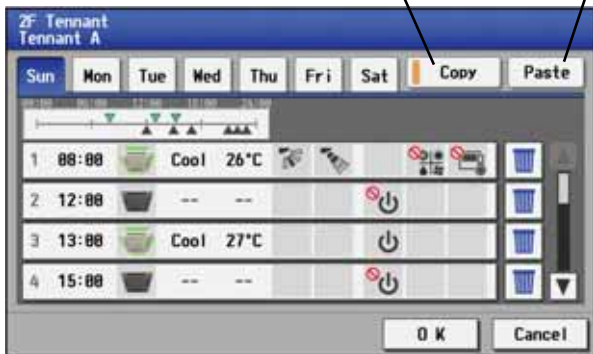 2F Tennant
Tennant A
Sun Mon Tue Wed Thu Fri Sat Copy Paste
1 08:00 Cool 26°C
2 12:00 -- --
3 13:00 Cool 27°C
4 15:00 -- --
OK Cancel